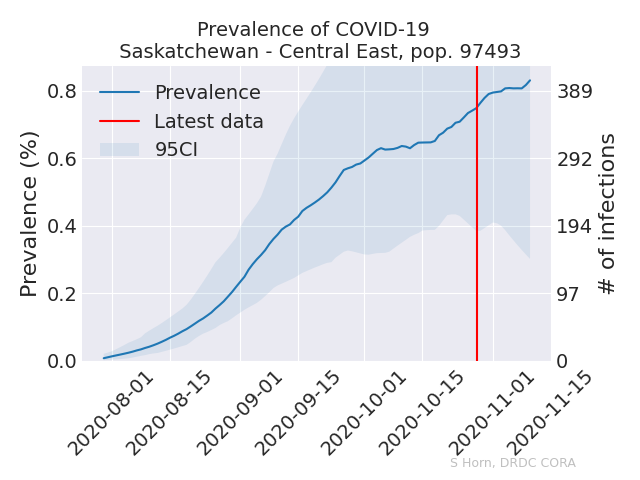 Prevalence of COVID-19
Saskatchewan - Central East, pop. 97493
Prevalence
Latest data
95CI
Prevalence (%)
0.8
0.6
0.4
0.2
0.0
389
292
194
97
0
# of infections
2020-08-01
2020-08-15
2020-09-01
2020-09-15
2020-10-01
2020-10-15
2020-11-01
2020-11-15
S Horn, DRDC CORA